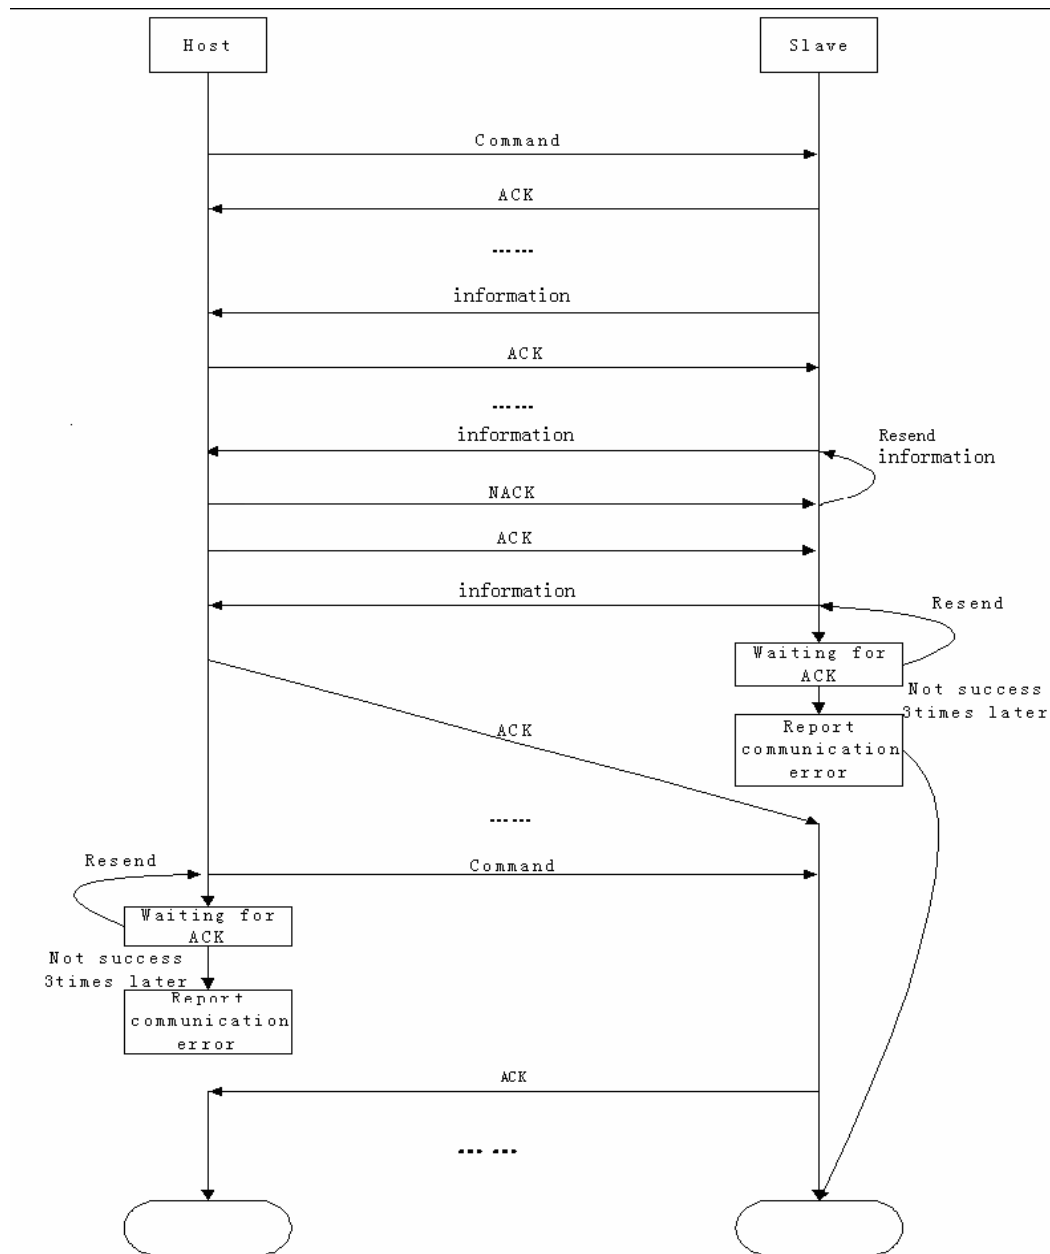 Host
Slave
Command
ACK
......
information
ACK
......
information
Resend
information
NACK
ACK
information
Resend
Waiting for
ACK
Not success
3times later
Report
communication
error
ACK
......
Resend
Command
Waiting for
ACK
Not success
3times later
Report
communication
error
ACK
... ...